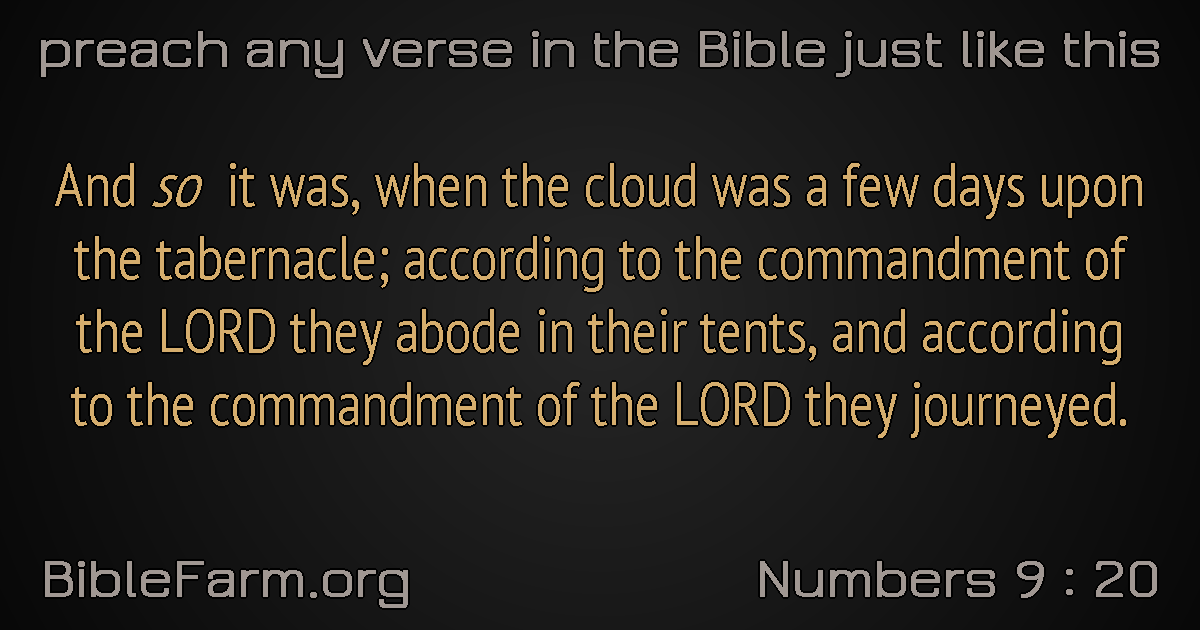 preach any verse in the Bible just like this
And so it was, when the cloud was a few days upon
the tabernacle; according to the commandment of
the LORD they abode in their tents, and according
to the commandment of the LORD they journeyed.
BibleFarm.org
Numbers 9 : 20